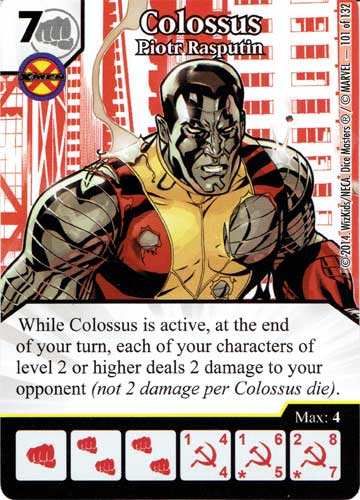 7
Colossus
Piotr Rasputin
X-MEN
© 2014. WizKids/NECA. Dice Masters ® / © MARVEL — 101 of 132
While Colossus is active, at the end
of your turn, each of your characters of
level 2 or higher deals 2 damage to your
opponent (not 2 damage per Colossus die).
Max: 4
1 4
4
1 6
* 5
2 8
* 7